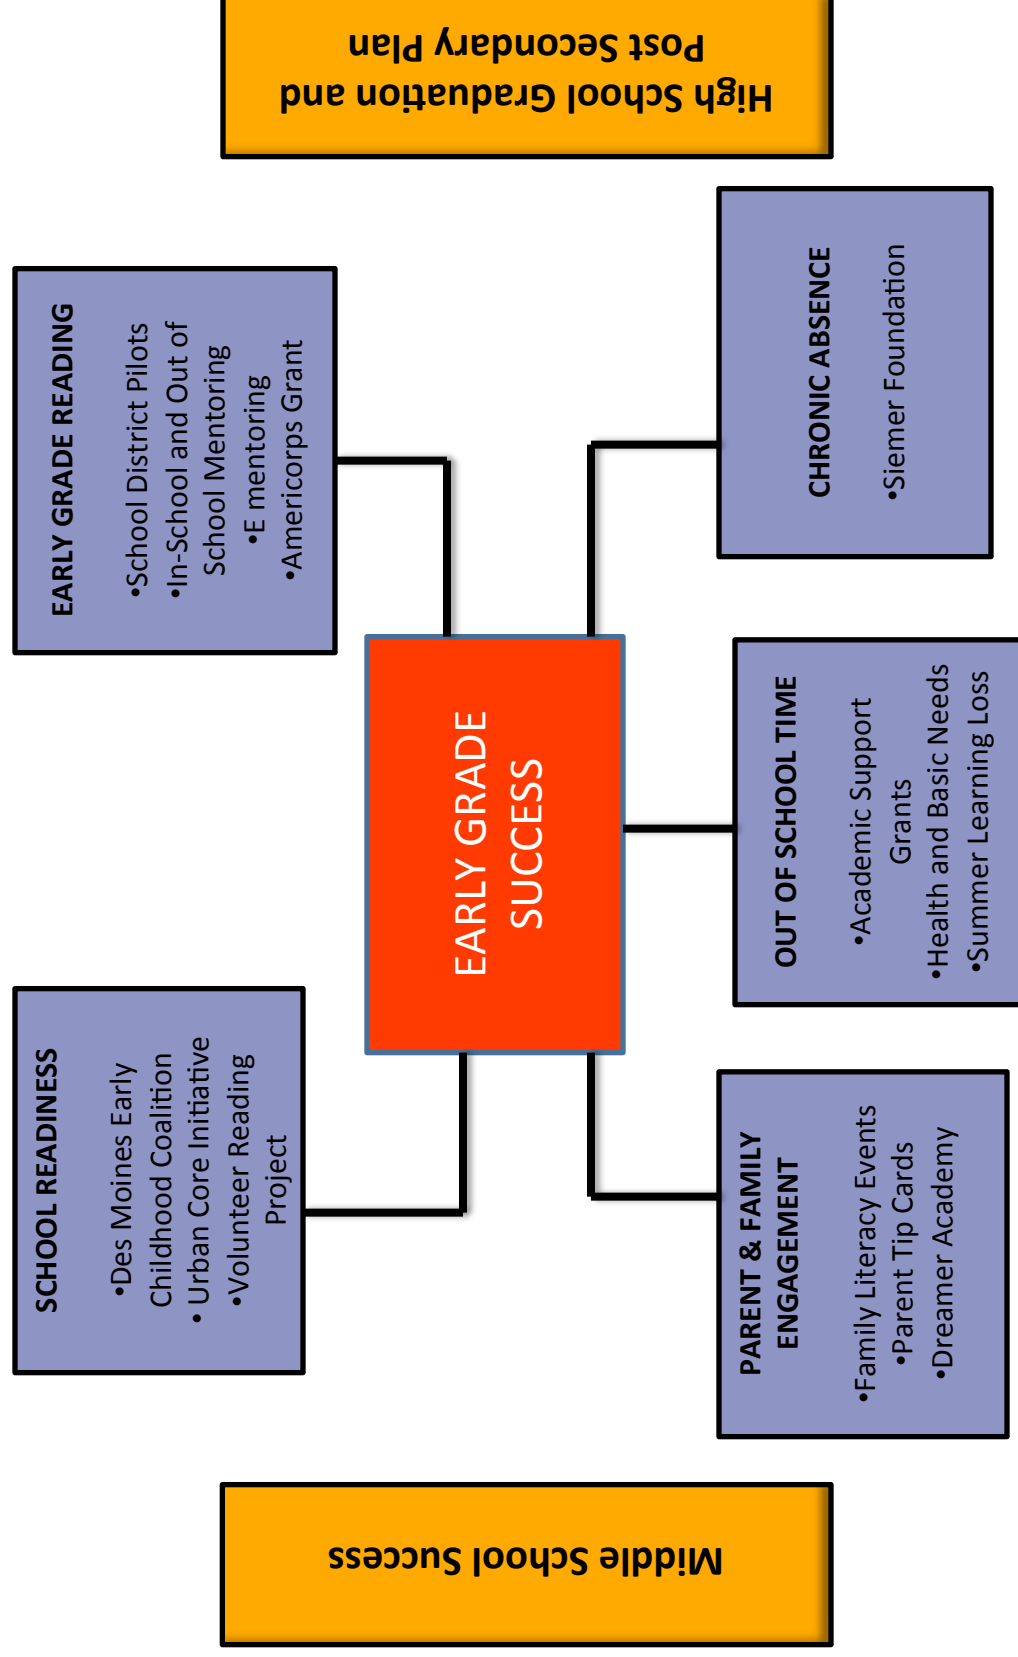 Middle School Success
SCHOOL READINESS
•Des Moines Early
Childhood Coalition
• Urban Core Initiative
•Volunteer Reading
Project
EARLY GRADE READING
•School District Pilots
•In-School and Out of
School Mentoring
•E mentoring
•Americorps Grant
EARLY GRADE
SUCCESS
PARENT & FAMILY
ENGAGEMENT
•Family Literacy Events
•Parent Tip Cards
•Dreamer Academy
OUT OF SCHOOL TIME
•Academic Support
Grants
•Health and Basic Needs
•Summer Learning Loss
CHRONIC ABSENCE
•Siemer Foundation
High School Graduation and
Post Secondary Plan